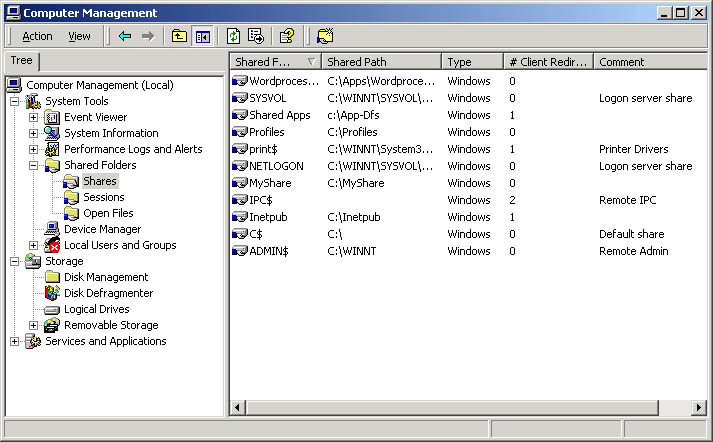 Computer Management
Action View
Tree
Computer Management (Local)
System Tools
Event Viewer
System Information
Performance Logs and Alerts
Shared Folders
Shares
Sessions
Open Files
Device Manager
Local Users and Groups
Storage
Disk Management
Disk Defragmenter
Logical Drives
Removable Storage
Services and Applications
Shared F... Shared Path Type # Client Redir... Comment
Wordproces... C:\Apps\Wordproce... Windows 0
SYSVOL C:\WINNT\SYSVOL\... Windows 0 Logon server share
Shared Apps c:\App-Dfs Windows 1
Profiles C:\Profiles Windows 0
print$ C:\WINNT\System3... Windows 1 Printer Drivers
NETLOGON C:\WINNT\SYSVOL\... Windows 0 Logon server share
MyShare C:\MyShare Windows 0
IPC$ Windows 2 Remote IPC
Inetpub C:\Inetpub Windows 1
C$ C:\ Windows 0 Default share
ADMIN$ C:\WINNT Windows 0 Remote Admin